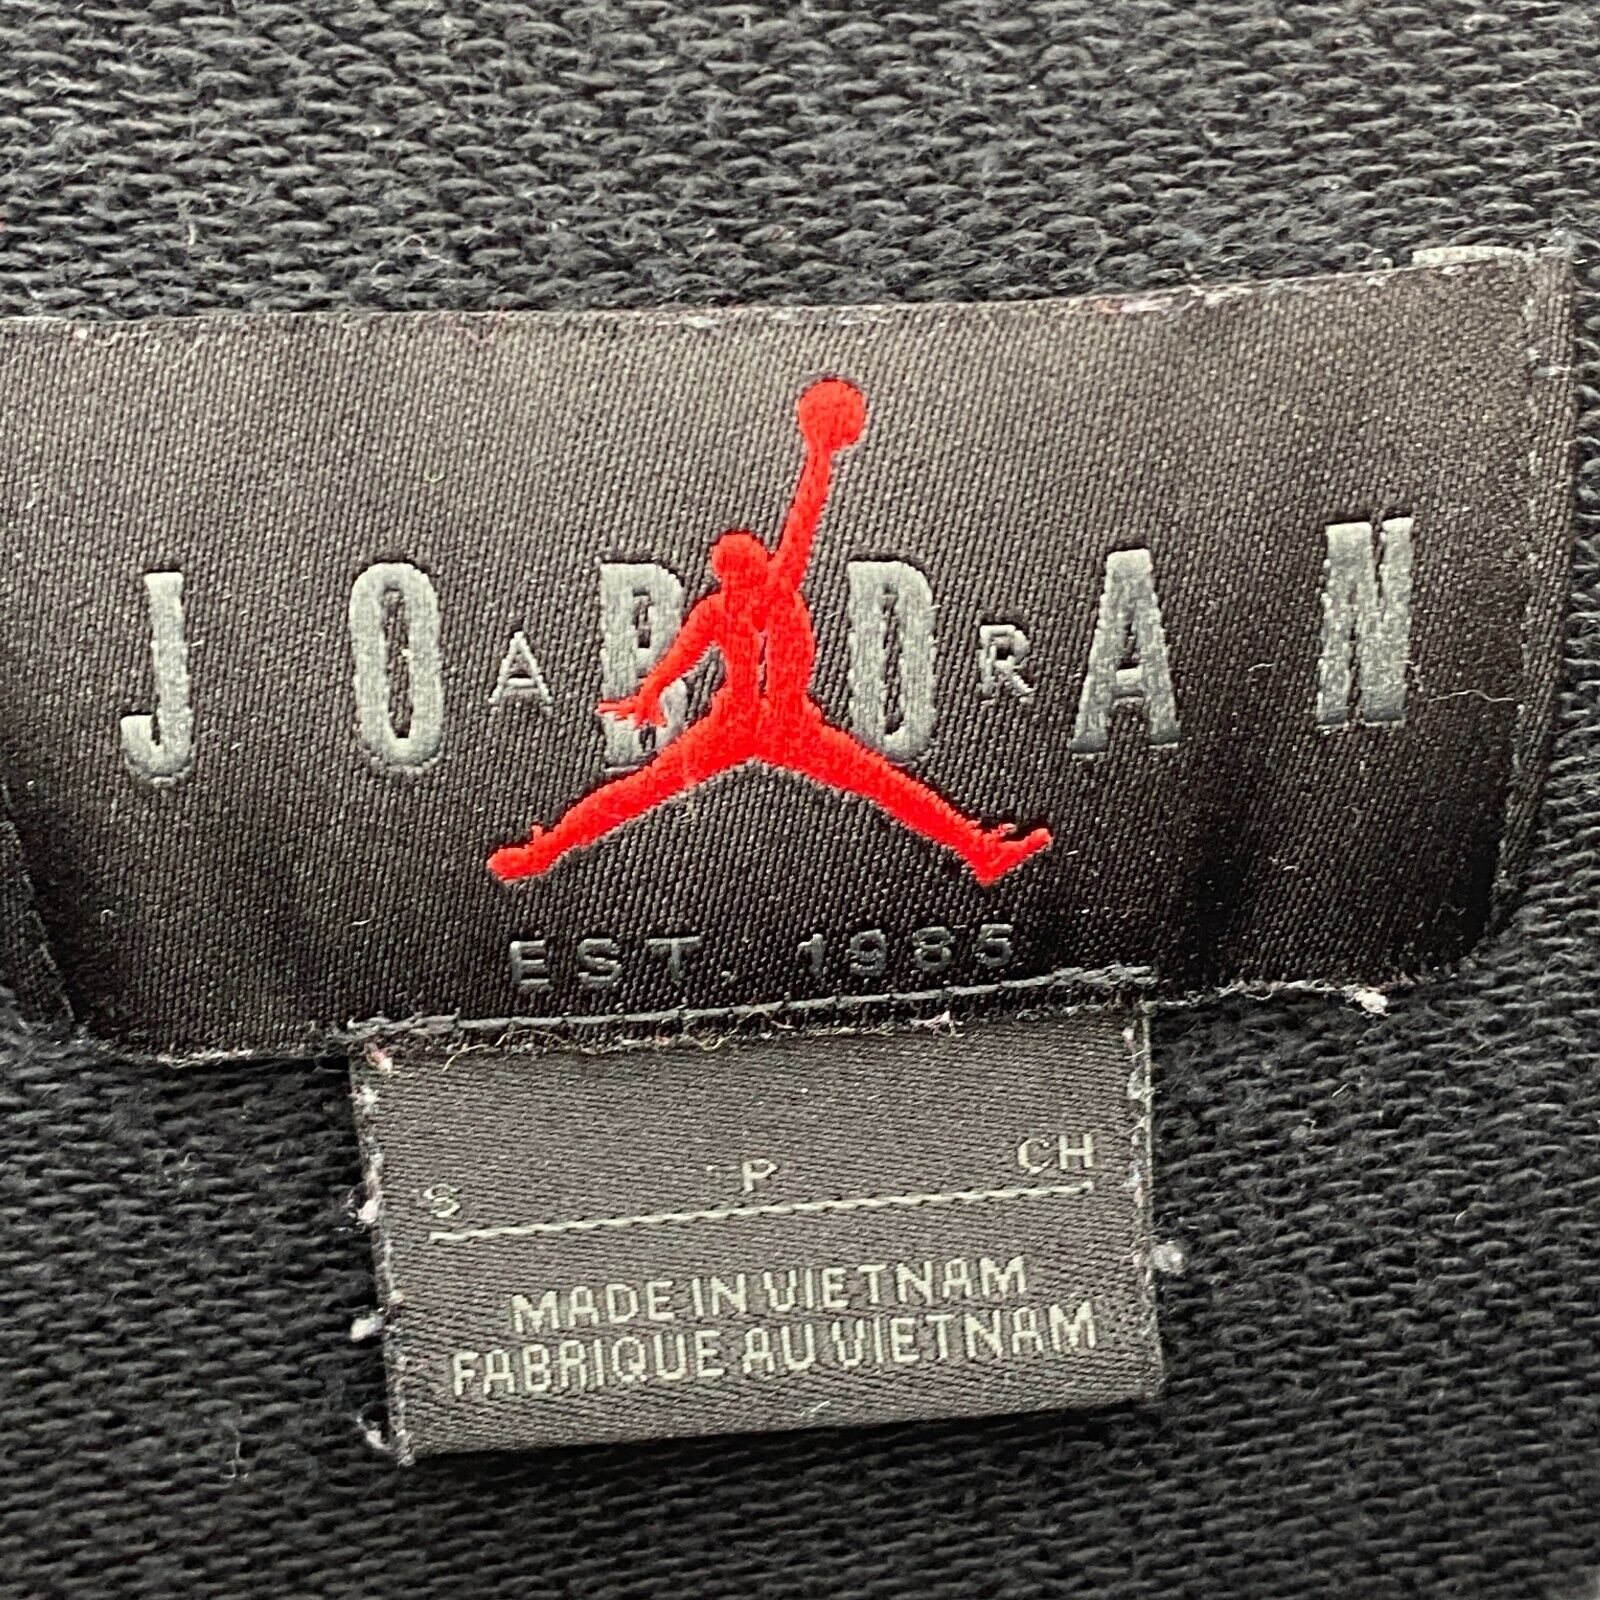 JORDAN
AIR
EST. 1985
S P CH
MADE IN VIETNAM
FABRIQUE AU VIETNAM